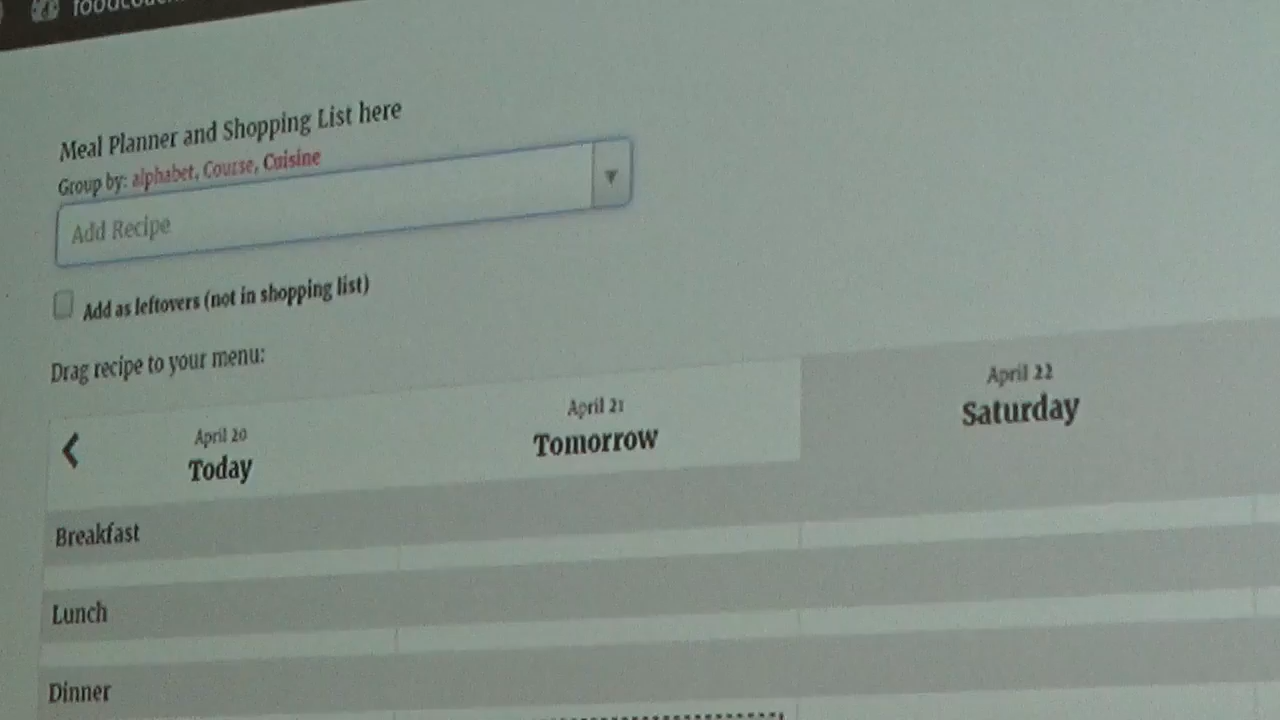 Meal Planner and Shopping List here
Group by: alphabet, Course, Cuisine
Add Recipe
Add as leftovers (not in shopping list)
Drag recipe to your menu:
April 20
Today
April 21
Tomorrow
April 22
Saturday
Breakfast
Lunch
Dinner